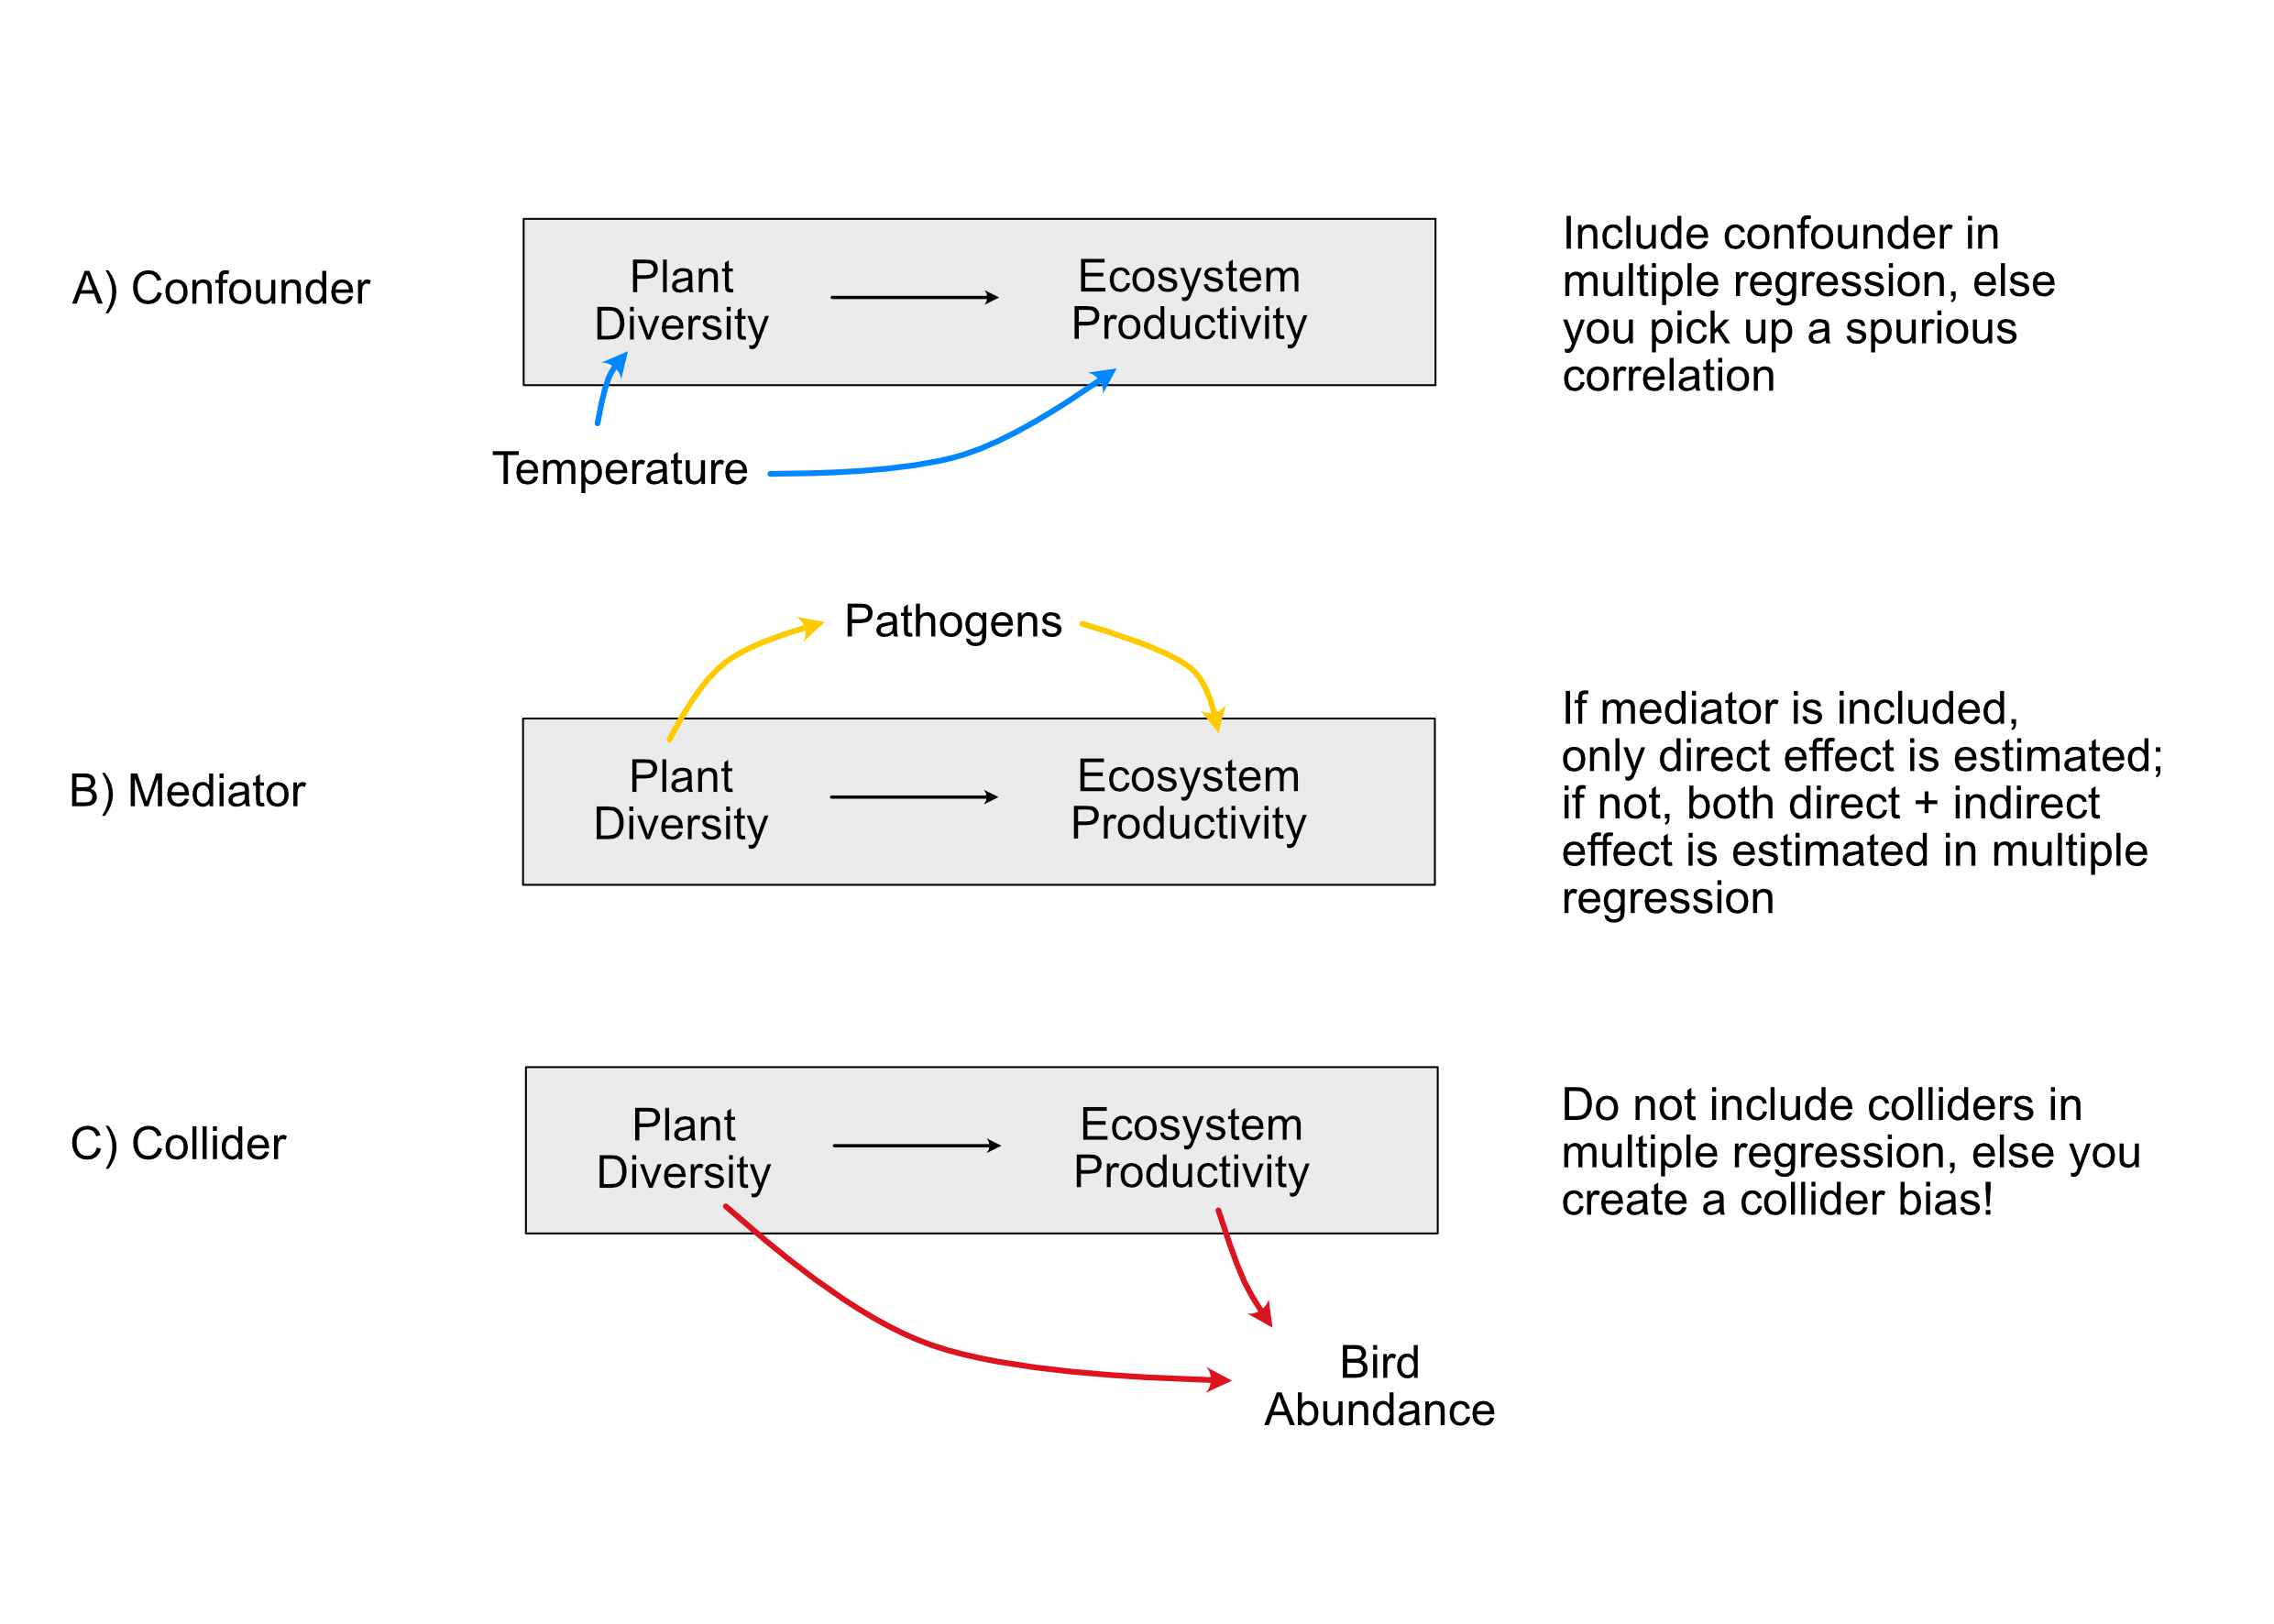 A) Confounder
Plant
Diversity
Ecosystem
Productivity
Temperature
Include confounder in
multiple regression, else
you pick up a spurious
correlation
B) Mediator
Pathogens
Plant
Diversity
Ecosystem
Productivity
If mediator is included,
only direct effect is estimated;
if not, both direct + indirect
effect is estimated in multiple
regression
C) Collider
Plant
Diversity
Ecosystem
Productivity
Bird
Abundance
Do not include colliders in
multiple regression, else you
create a collider bias!